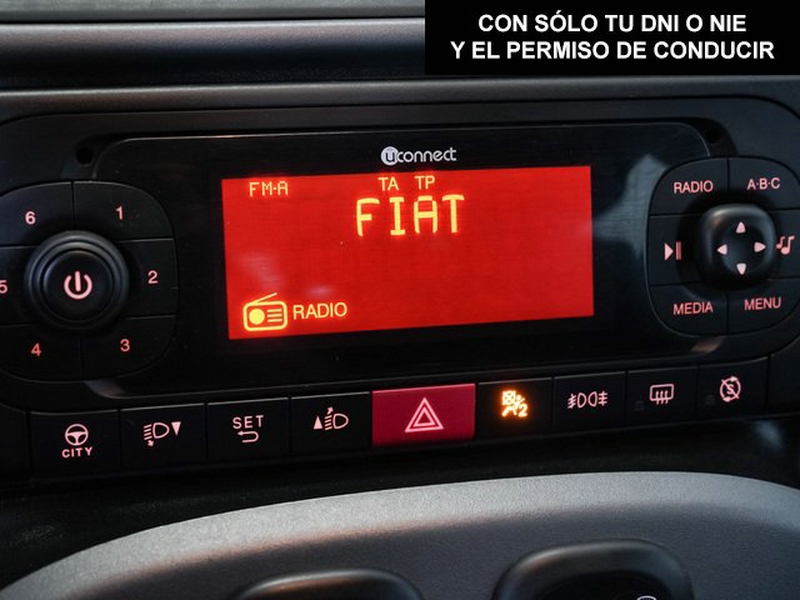 CON SÓLO TU DNI O NIE
Y EL PERMISO DE CONDUCIR
uconnect
FM-A TA TP
FIAT
RADIO
6 1
5 2
4 3
RADIO A·B·C
MEDIA MENU
CITY
SET
2